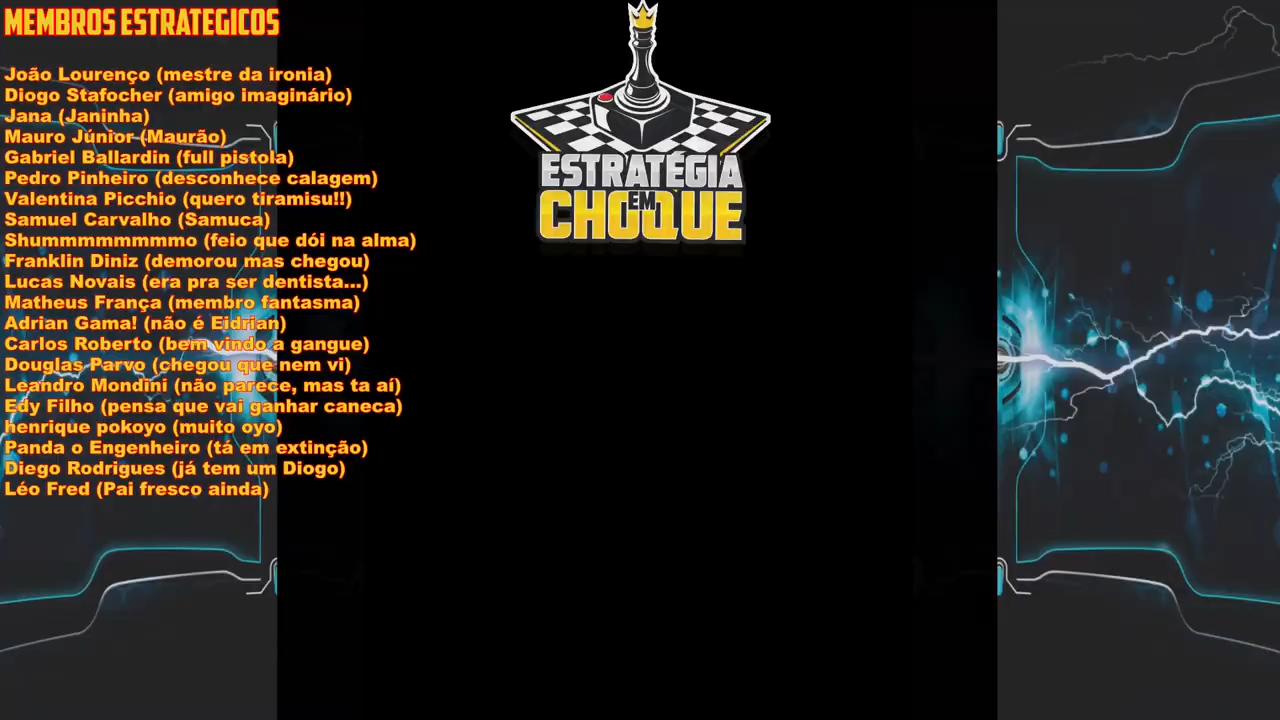 MEMBROS ESTRATEGICOS
João Lourenço (mestre da ironia)
Diogo Stafocher (amigo imaginário)
Jana (Janinha)
Mauro Júnior (Maurão)
Gabriel Ballardin (full pistola)
Pedro Pinheiro (desconhece calagem)
Valentina Picchio (quero tiramisu!!)
Samuel Carvalho (Samuca)
Shummmmmmmmo (feio que dói na alma)
Franklin Diniz (demorou mas chegou)
Lucas Novais (era pra ser dentista...)
Matheus França (membro fantasma)
Adrian Gama! (não é Eidrian)
Carlos Roberto (bem vindo a gangue)
Douglas Parvo (chegou que nem vi)
Leandro Mondini (não parece, mas ta aí)
Edy Filho (pensa que vai ganhar caneca)
henrique pokoyo (muito oyo)
Panda o Engenheiro (tá em extinção)
Diego Rodrigues (já tem um Diogo)
Léo Fred (Pai fresco ainda)
ESTRATÉGIA
EM
CHOQUE